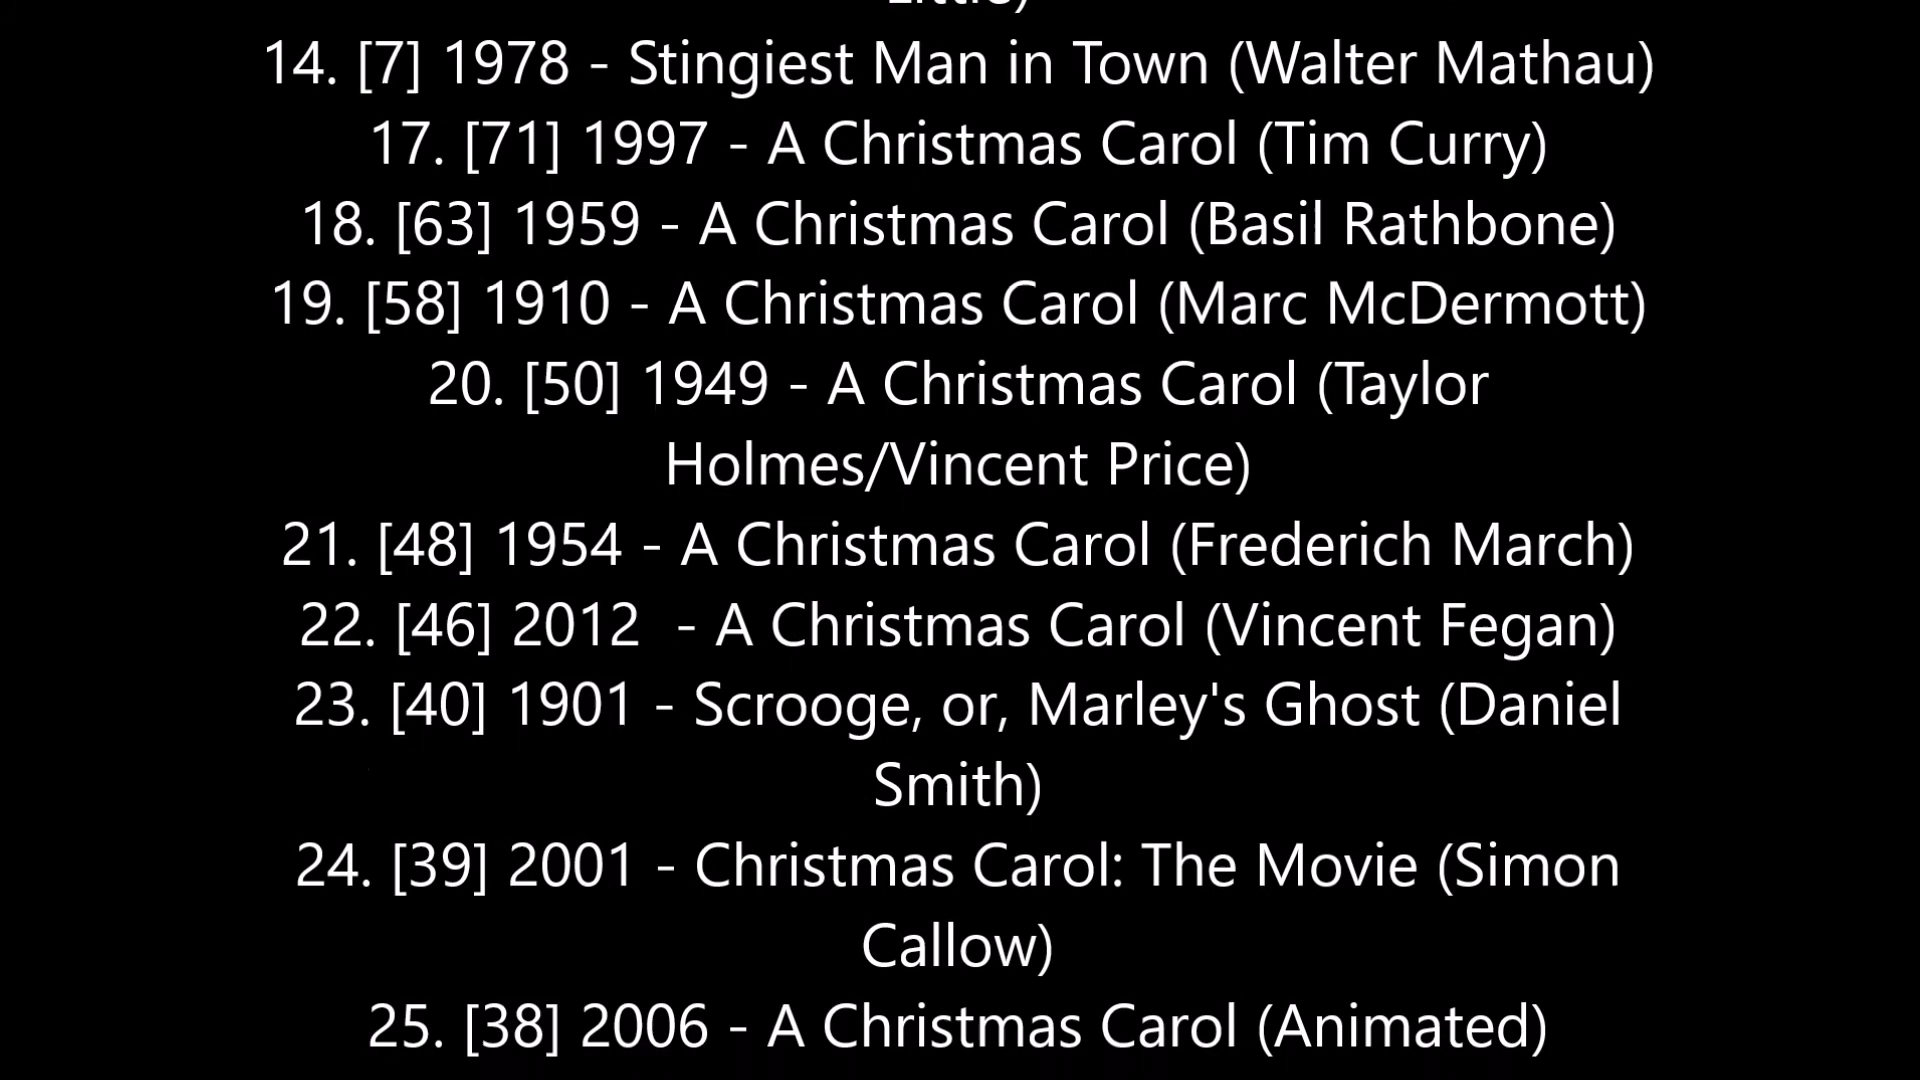 Little)
14. [7] 1978 - Stingiest Man in Town (Walter Mathau)
17. [71] 1997 - A Christmas Carol (Tim Curry)
18. [63] 1959 - A Christmas Carol (Basil Rathbone)
19. [58] 1910 - A Christmas Carol (Marc McDermott)
20. [50] 1949 - A Christmas Carol (Taylor
Holmes/Vincent Price)
21. [48] 1954 - A Christmas Carol (Frederich March)
22. [46] 2012  - A Christmas Carol (Vincent Fegan)
23. [40] 1901 - Scrooge, or, Marley's Ghost (Daniel
Smith)
24. [39] 2001 - Christmas Carol: The Movie (Simon
Callow)
25. [38] 2006 - A Christmas Carol (Animated)